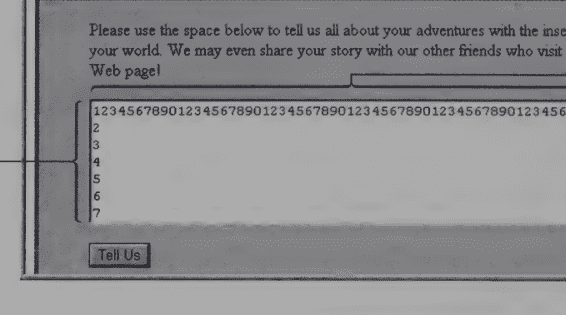 Please use the space below to tell us all about your adventures with the inse
your world. We may even share your story with our other friends who visit
Web page!
12345678901234567890123456789012345678901234567890123456
2
3
4
5
6
7
Tell Us